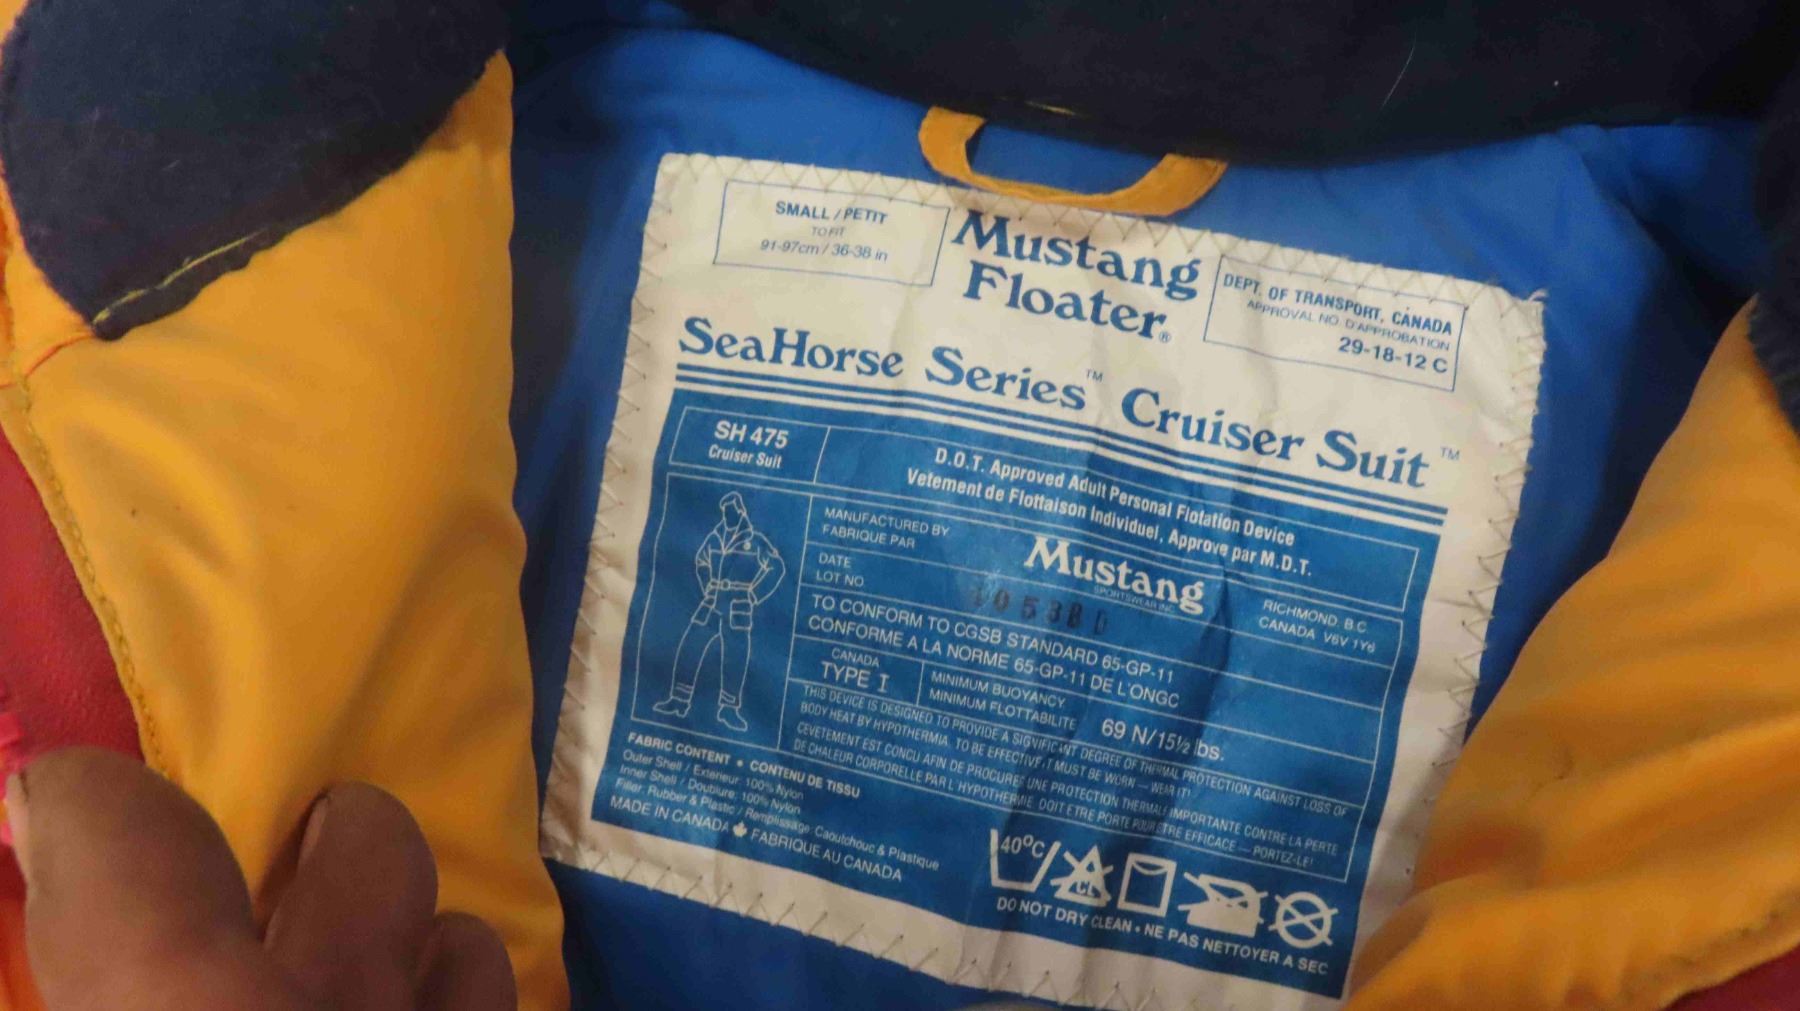 SMALL / PETIT
TO FIT
91-97cm / 36-38 in
Mustang
Floater®
DEPT. OF TRANSPORT, CANADA
APPROVAL NO. D'APPROBATION
29-18-12 C
SeaHorse Series™ Cruiser Suit™
SH 475
Cruiser Suit
D.O.T. Approved Adult Personal Flotation Device
Vetement de Flottaison Individuel, Approve par M.D.T.
MANUFACTURED BY
FABRIQUE PAR
Mustang
SPORTSWEAR INC.
RICHMOND, B.C.
CANADA V6V 1Y6
DATE
LOT NO.
TO CONFORM TO CGSB STANDARD 65-GP-11
CONFORME A LA NORME 65-GP-11 DE L'ONGC
CANADA
TYPE I
MINIMUM BUOYANCY
MINIMUM FLOTTABILITE
69 N/15½ lbs.
THIS DEVICE IS DESIGNED TO PROVIDE A SIGNIFICANT DEGREE OF THERMAL PROTECTION AGAINST LOSS OF
BODY HEAT BY HYPOTHERMIA. TO BE EFFECTIVE, IT MUST BE WORN — WEAR IT!
CEVETEMENT EST CONCU AFIN DE PROCURER UNE PROTECTION THERMALE IMPORTANTE CONTRE LA PERTE
DE CHALEUR CORPORELLE PAR L'HYPOTHERMIE. DOIT ETRE PORTE POUR ETRE EFFICACE — PORTEZ-LE!
FABRIC CONTENT • CONTENU DE TISSU
Outer Shell / Exterieur: 100% Nylon
Inner Shell / Doublure: 100% Nylon
Filler: Rubber & Plastic / Remplissage: Caoutchouc & Plastique
MADE IN CANADA FABRIQUE AU CANADA
40°C
CL
DO NOT DRY CLEAN • NE PAS NETTOYER A SEC